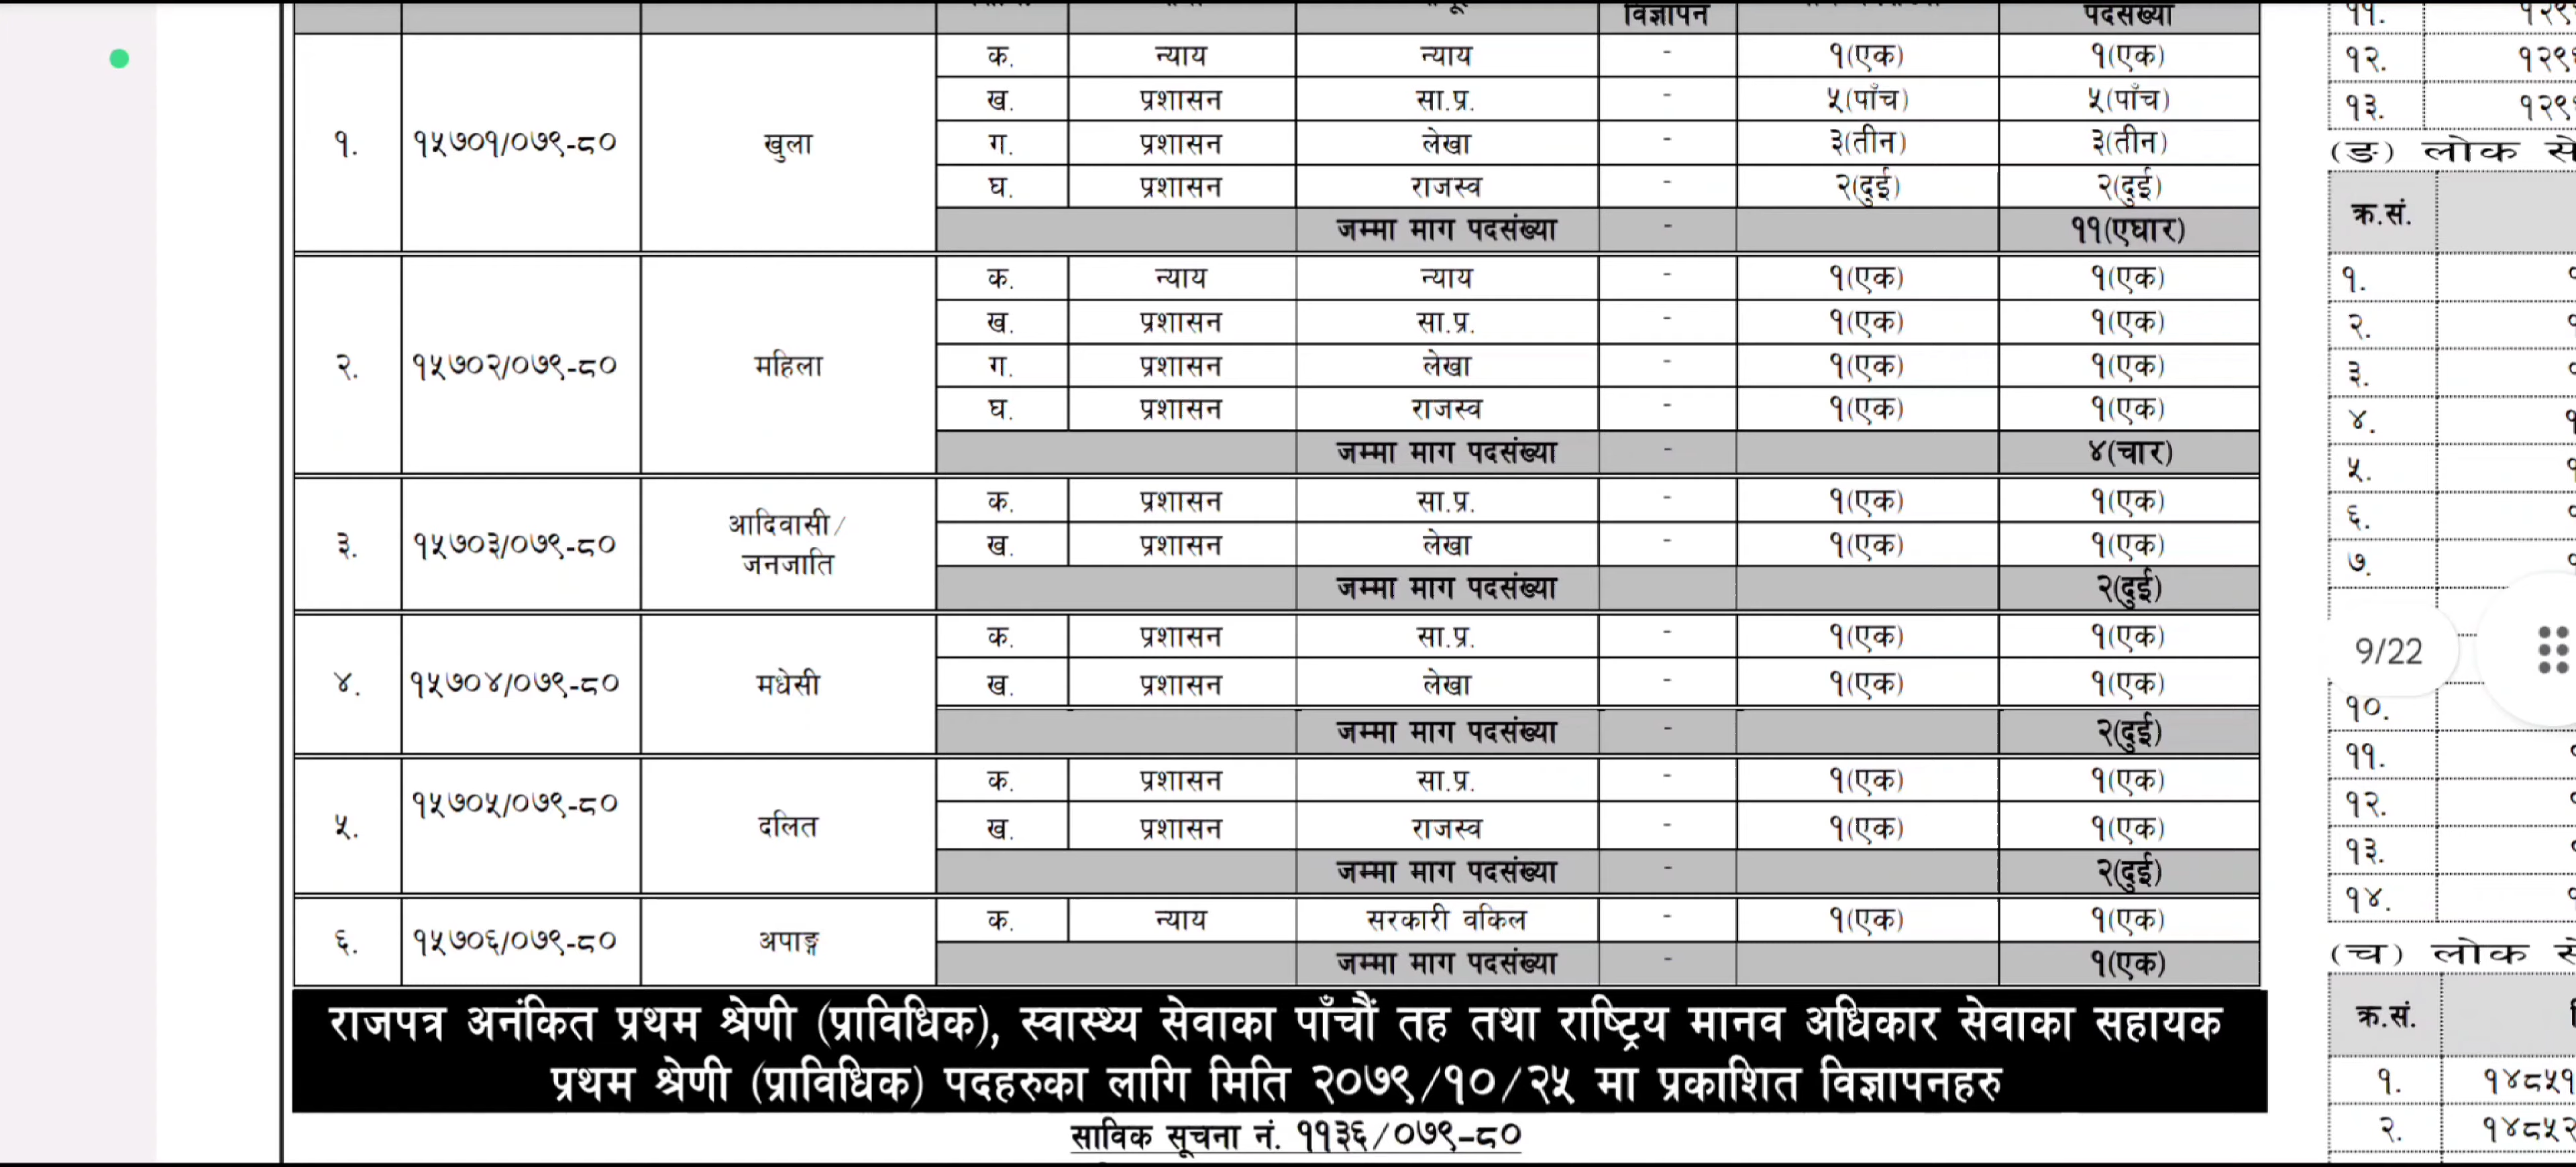 विज्ञापन पदसंख्या
क. न्याय न्याय - १(एक) १(एक)
ख. प्रशासन सा.प्र. - ५(पाँच) ५(पाँच)
१. १५७०१/०७९-८० खुला ग. प्रशासन लेखा - ३(तीन) ३(तीन)
घ. प्रशासन राजस्व - २(दुई) २(दुई)
जम्मा माग पदसंख्या - ११(एघार)
क. न्याय न्याय - १(एक) १(एक)
ख. प्रशासन सा.प्र. - १(एक) १(एक)
२. १५७०२/०७९-८० महिला ग. प्रशासन लेखा - १(एक) १(एक)
घ. प्रशासन राजस्व - १(एक) १(एक)
जम्मा माग पदसंख्या - ४(चार)
क. प्रशासन सा.प्र. - १(एक) १(एक)
३. १५७०३/०७९-८० आदिवासी/
जनजाति
ख. प्रशासन लेखा - १(एक) १(एक)
जम्मा माग पदसंख्या २(दुई)
क. प्रशासन सा.प्र. - १(एक) १(एक)
४. १५७०४/०७९-८० मधेसी ख. प्रशासन लेखा - १(एक) १(एक)
जम्मा माग पदसंख्या - २(दुई)
क. प्रशासन सा.प्र. - १(एक) १(एक)
५. १५७०५/०७९-८० दलित ख. प्रशासन राजस्व - १(एक) १(एक)
जम्मा माग पदसंख्या - २(दुई)
क. न्याय सरकारी वकिल - १(एक) १(एक)
६. १५७०६/०७९-८० अपाङ्ग
जम्मा माग पदसंख्या - १(एक)
राजपत्र अनंकित प्रथम श्रेणी (प्राविधिक), स्वास्थ्य सेवाका पाँचौं तह तथा राष्ट्रिय मानव अधिकार सेवाका सहायक
प्रथम श्रेणी (प्राविधिक) पदहरुका लागि मिति २०७९/१०/२५ मा प्रकाशित विज्ञापनहरु
साविक सूचना नं. ११३६/०७९-८०
११.
१२.
१३.
(ङ) लोक
क्र.सं.
१.
२.
३.
४.
५.
६.
७.
9/22
१०.
११.
१२.
१३.
१४.
(च) लोक
क्र.सं.
१.
२.